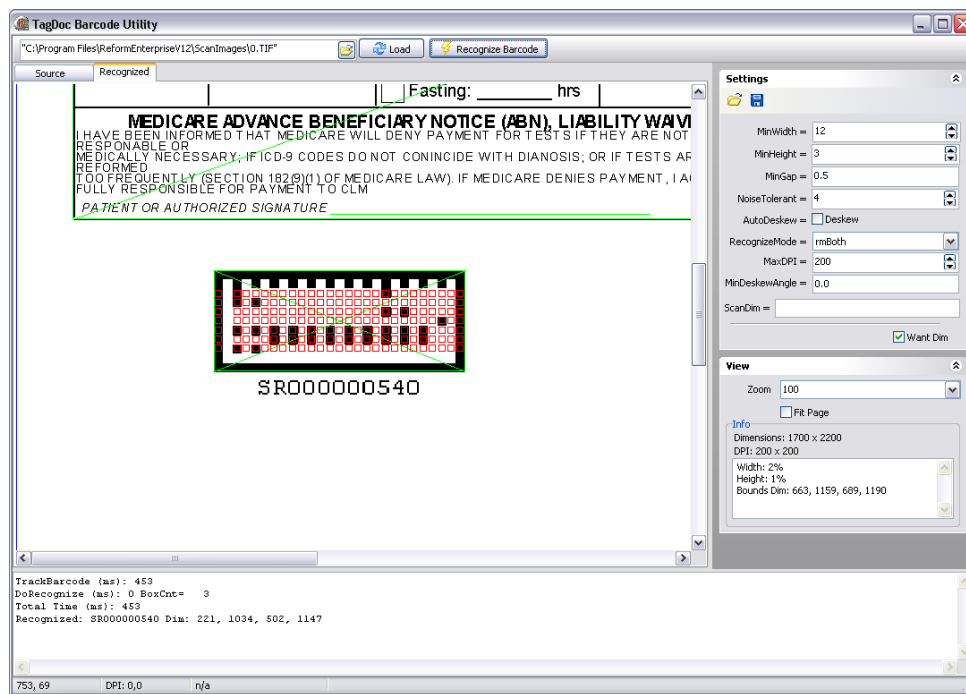 TagDoc Barcode Utility
"C:\Program Files\ReformEnterpriseV12\ScanImages\0.TIF"
Load
Recognize Barcode
Source
Recognized
Fasting: _______ hrs
MEDICARE ADVANCE BENEFICIARY NOTICE (ABN), LIABILITY WAIV
I HAVE BEEN INFORMED THAT MEDICARE WILL DENY PAYMENT FOR TESTS IF THEY ARE NOT
RESPONABLE OR
MEDICALLY NECESSARY; IF ICD-9 CODES DO NOT CONINCIDE WITH DIANOSIS; OR IF TESTS AR
REFORMED
TOO FREQUENTLY (SECTION 182(9)(1) OF MEDICARE LAW). IF MEDICARE DENIES PAYMENT, I A
FULLY RESPONSIBLE FOR PAYMENT TO CLM
PATIENT OR AUTHORIZED SIGNATURE
SR000000540
Settings
MinWidth = 12
MinHeight = 3
MinGap = 0.5
NoiseTolerant = 4
AutoDeskew = Deskew
RecognizeMode = rmBoth
MaxDPI = 200
MinDeskewAngle = 0.0
ScanDim =
Want Dim
View
Zoom 100
Fit Page
Info
Dimensions: 1700 x 2200
DPI: 200 x 200
Width: 2%
Height: 1%
Bounds Dim: 663, 1159, 689, 1190
TrackBarcode (ms): 453
DoRecognize (ms): 0 BoxCnt= 3
Total Time (ms): 453
Recognized: SR000000540 Dim: 221, 1034, 502, 1147
753, 69 DPI: 0,0 n/a